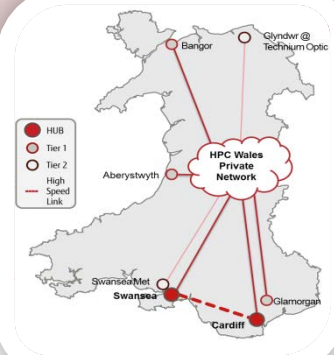 Bangor
Glyndwr @
Technium Optic
HUB
Tier 1
Tier 2
High
Speed
Link
HPC Wales
Private
Network
Aberystwyth
Swansea Met
Swansea
Glamorgan
Cardiff